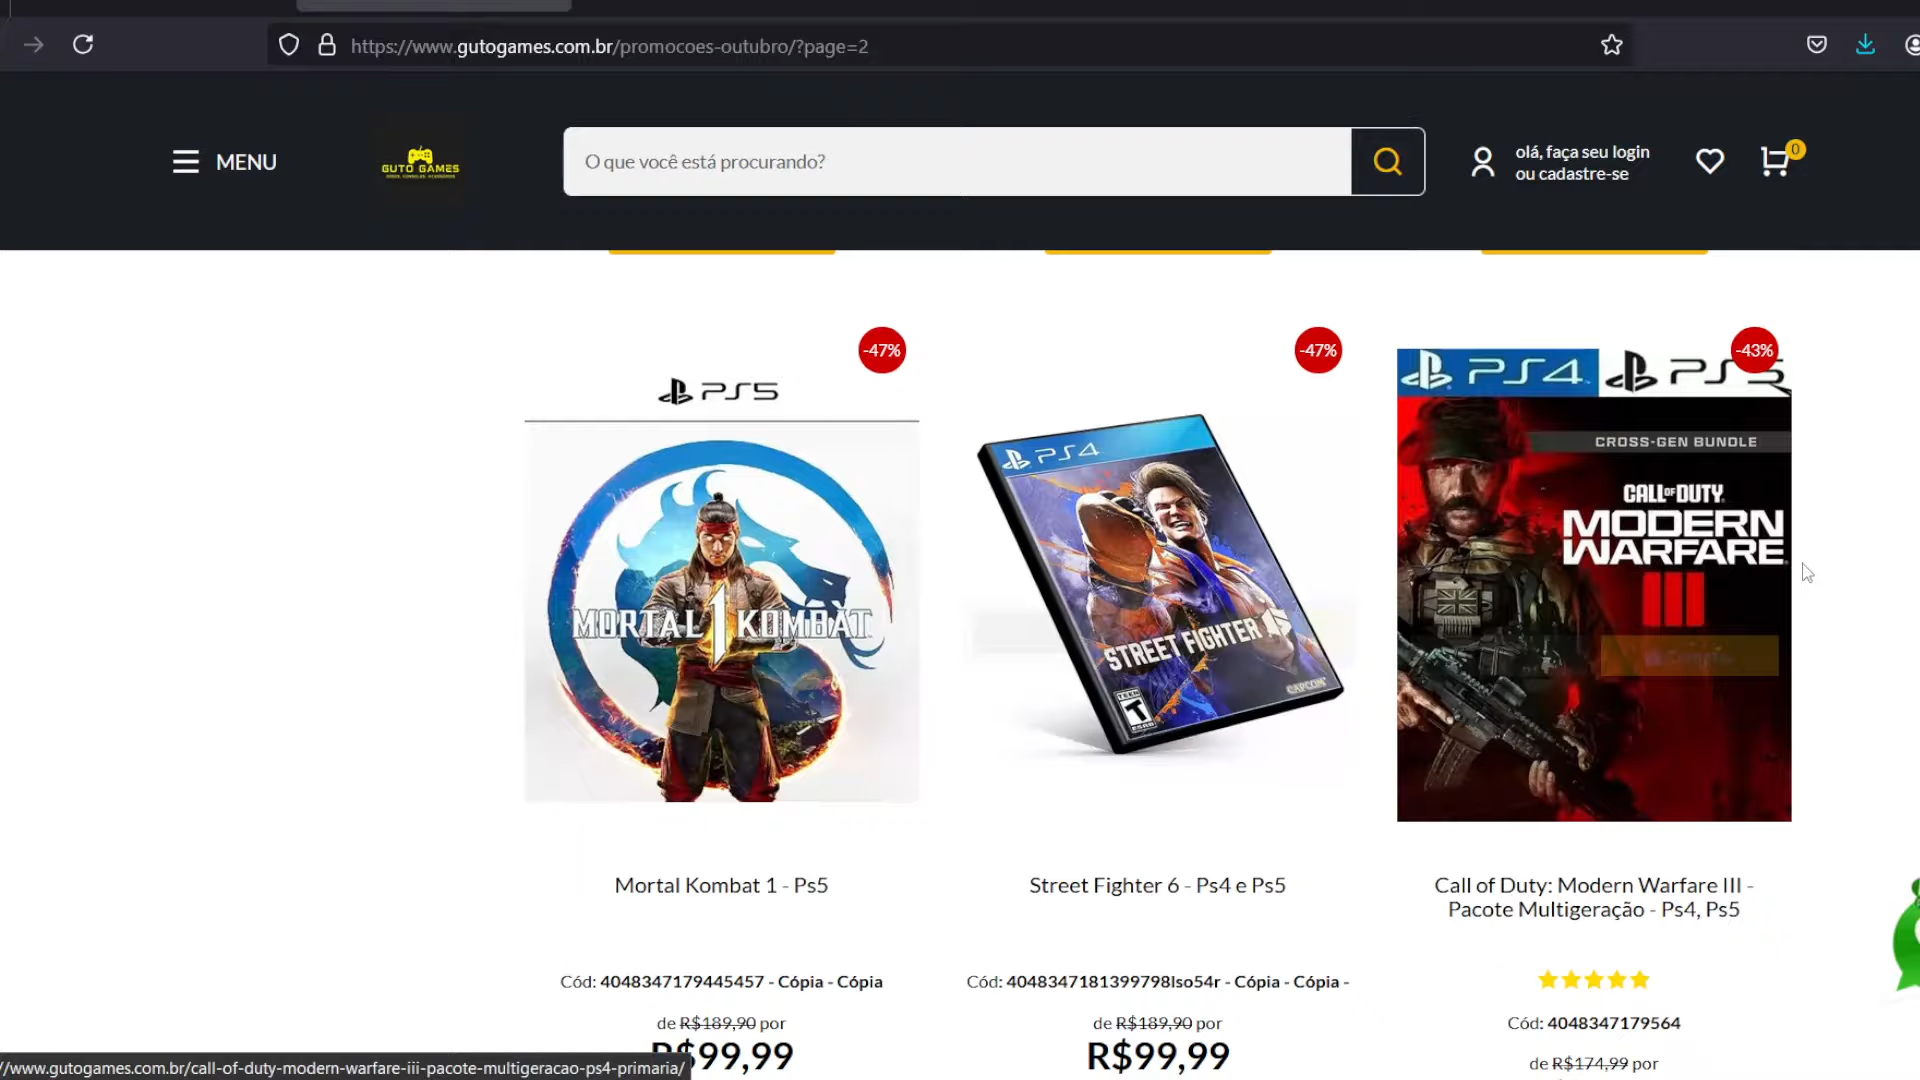 https://www.gutogames.com.br/promocoes-outubro/?page=2
MENU
GUTO GAMES
O que você está procurando?
olá, faça seu login
ou cadastre-se
0
-47%
-47%
-43%
PS5
PS4
PS4
PS5
CROSS-GEN BUNDLE
CALL OF DUTY
MODERN
WARFARE
III
MORTAL 1 KOMBAT
STREET FIGHTER 6
TEEN
T
ESRB
CAPCOM
Mortal Kombat 1 - Ps5
Street Fighter 6 - Ps4 e Ps5
Call of Duty: Modern Warfare III -
Pacote Multigeração - Ps4, Ps5
Cód: 4048347179445457 - Cópia - Cópia
Cód: 4048347181399798lso54r - Cópia - Cópia -
Cód: 4048347179564
de R$189,90 por
R$99,99
de R$189,90 por
R$99,99
de R$174,99 por
/www.gutogames.com.br/call-of-duty-modern-warfare-iii-pacote-multigeracao-ps4-primaria/